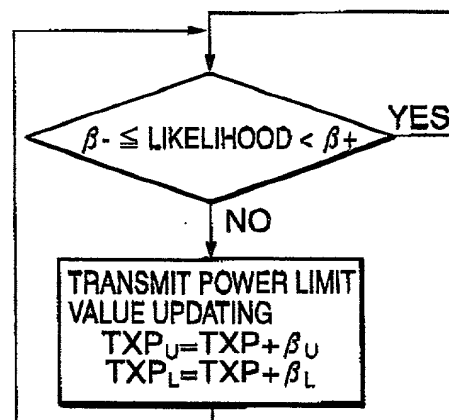 β- ≦ LIKELIHOOD < β+
YES
NO
TRANSMIT POWER LIMIT
VALUE UPDATING
TXPU=TXP+βU
TXPL=TXP+βL